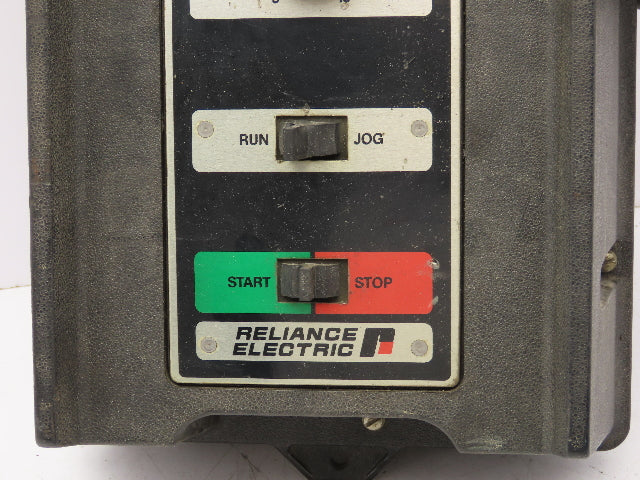 RUN JOG
START STOP
RELIANCE
ELECTRIC